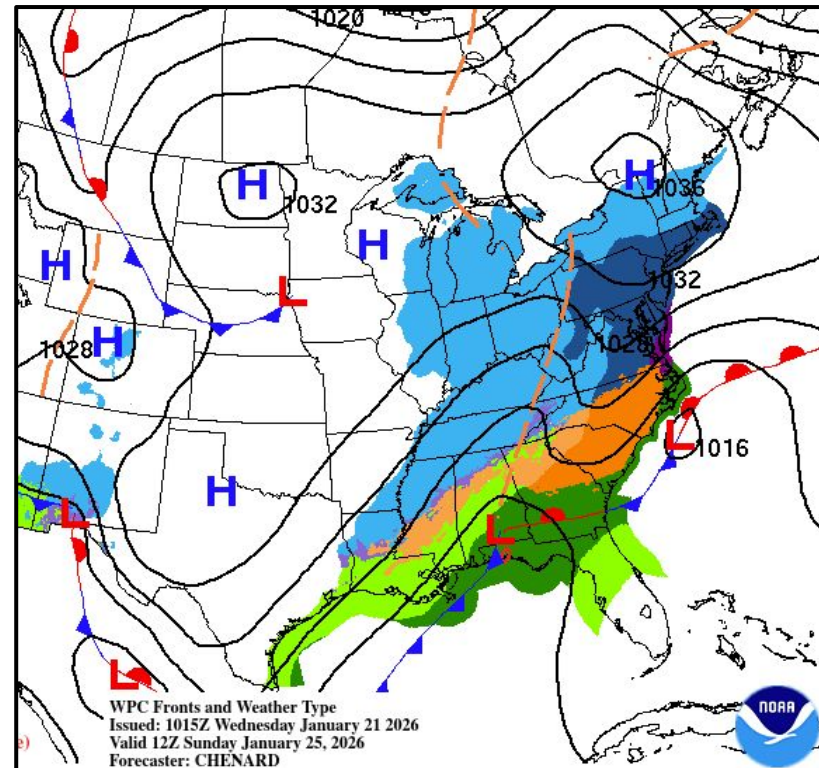 1020
H
1032
H
H
1036
H
L
1032
H
1028
1028
L
1016
H
L
L
L
WPC Fronts and Weather Type
Issued: 1015Z Wednesday January 21 2026
Valid 12Z Sunday January 25, 2026
Forecaster: CHENARD
e)
NOAA